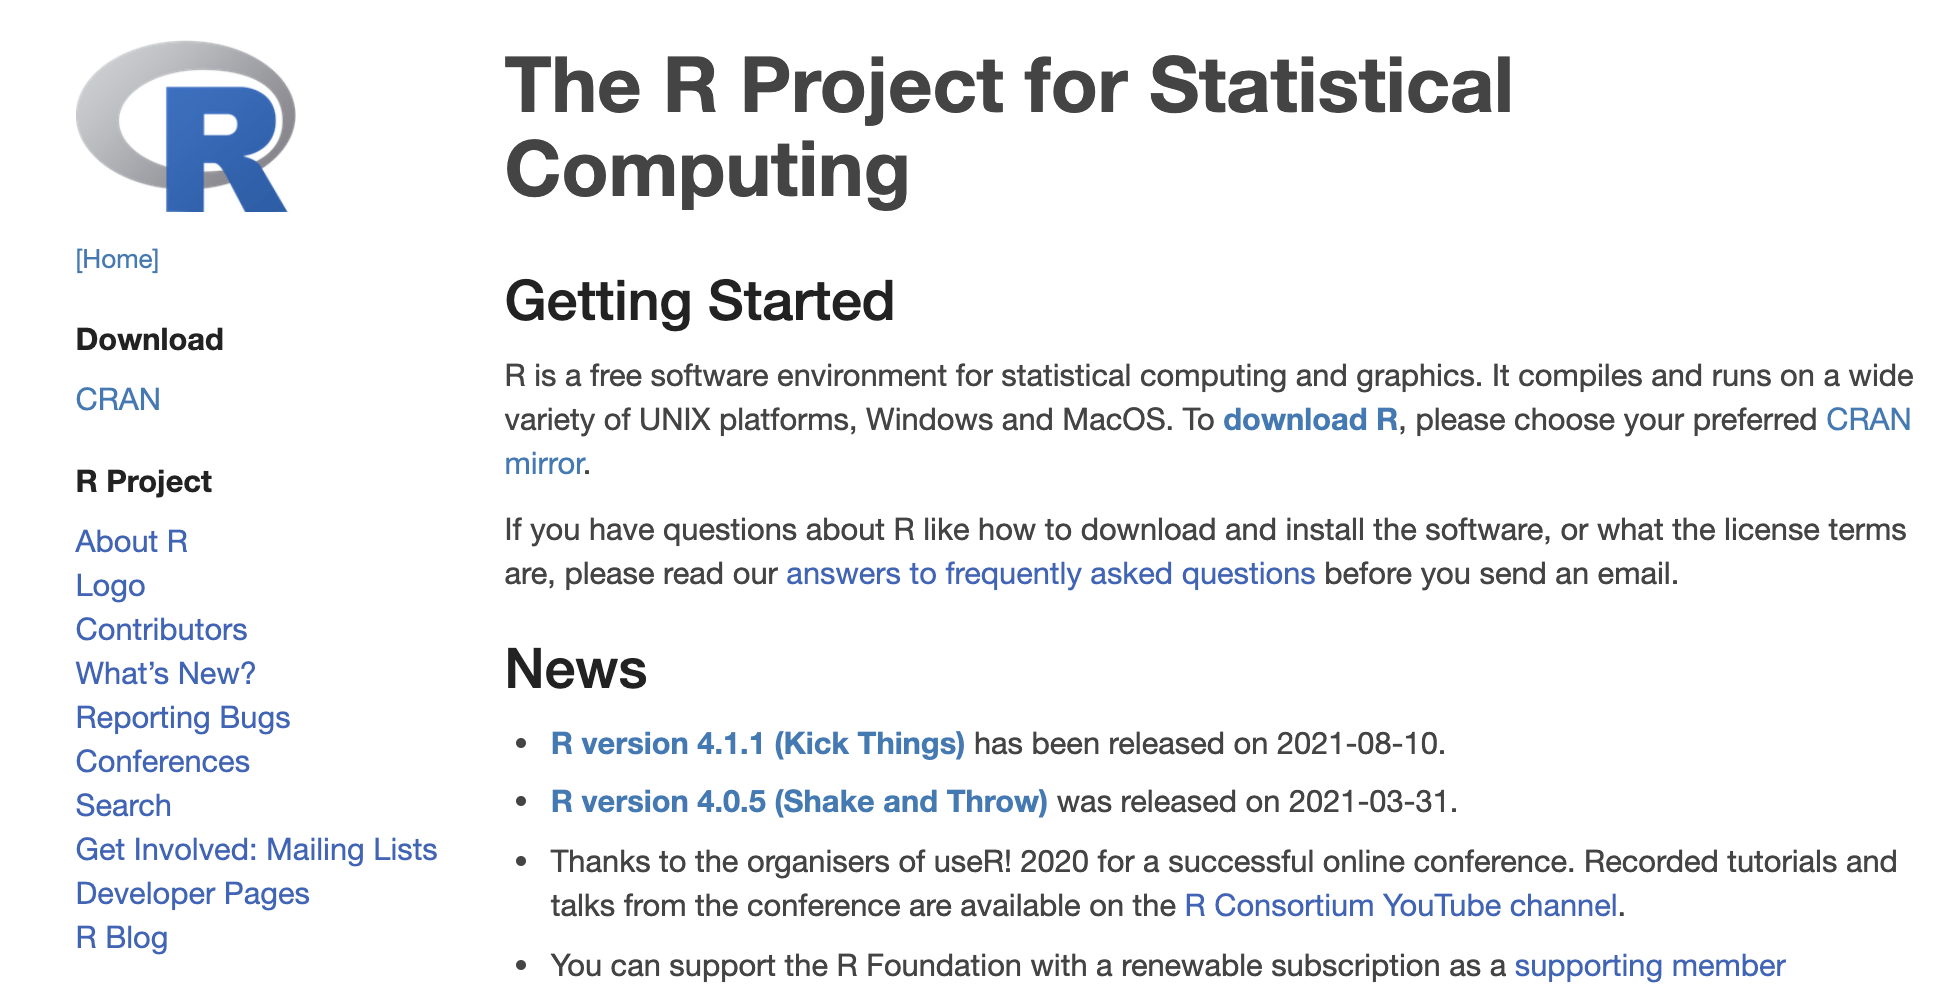 R
[Home]
Download
CRAN
R Project
About R
Logo
Contributors
What’s New?
Reporting Bugs
Conferences
Search
Get Involved: Mailing Lists
Developer Pages
R Blog
The R Project for Statistical
Computing
Getting Started
R is a free software environment for statistical computing and graphics. It compiles and runs on a wide
variety of UNIX platforms, Windows and MacOS. To download R, please choose your preferred CRAN
mirror.
If you have questions about R like how to download and install the software, or what the license terms
are, please read our answers to frequently asked questions before you send an email.
News
• R version 4.1.1 (Kick Things) has been released on 2021-08-10.
• R version 4.0.5 (Shake and Throw) was released on 2021-03-31.
• Thanks to the organisers of useR! 2020 for a successful online conference. Recorded tutorials and
talks from the conference are available on the R Consortium YouTube channel.
• You can support the R Foundation with a renewable subscription as a supporting member